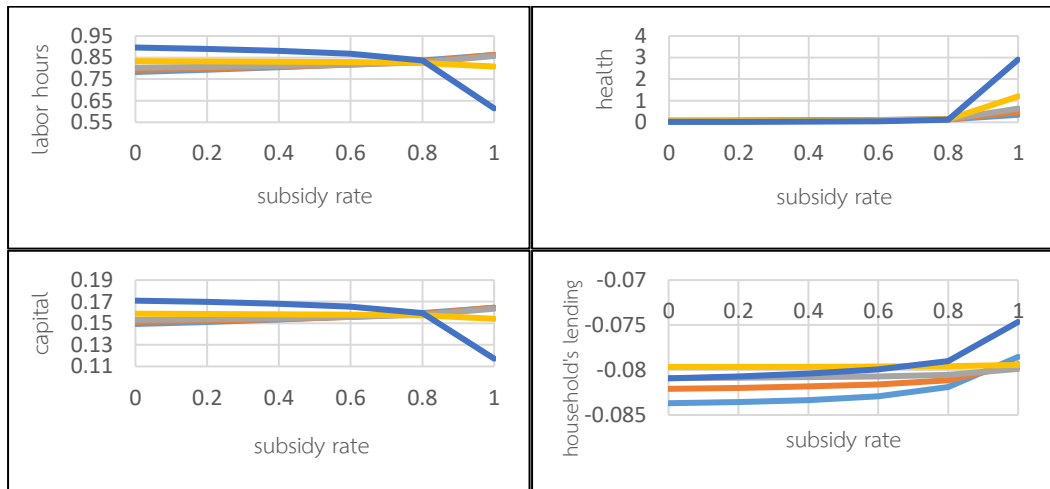 labor hours
0.95
0.85
0.75
0.65
0.55
0 0.2 0.4 0.6 0.8 1
subsidy rate
health
4
3
2
1
0
0 0.2 0.4 0.6 0.8 1
subsidy rate
capital
0.19
0.17
0.15
0.13
0.11
0 0.2 0.4 0.6 0.8 1
subsidy rate
household's lending
-0.07
-0.075
-0.08
-0.085
0 0.2 0.4 0.6 0.8 1
subsidy rate